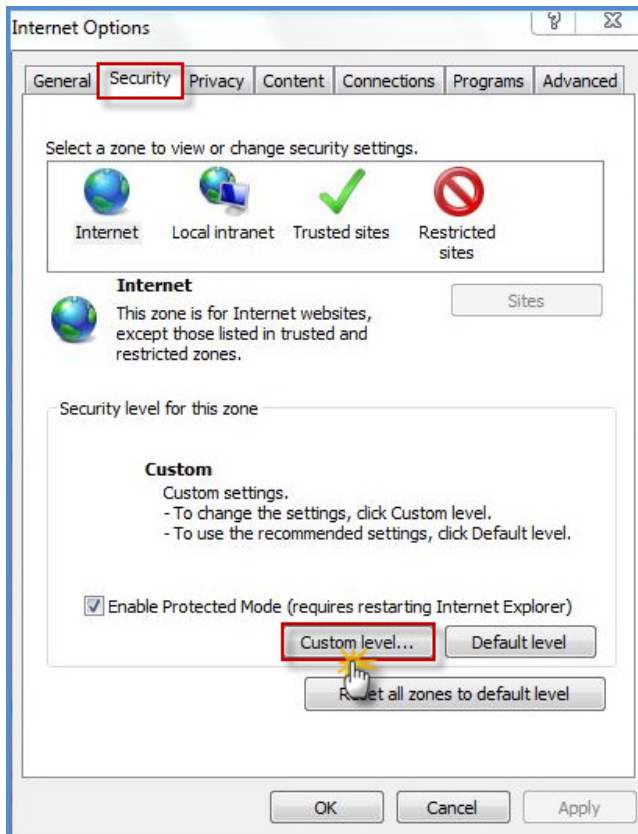 Internet Options
General Security Privacy Content Connections Programs Advanced
Select a zone to view or change security settings.
Internet
Local intranet
Trusted sites
Restricted
sites
Internet
This zone is for Internet websites,
except those listed in trusted and
restricted zones.
Sites
Security level for this zone
Custom
Custom settings.
- To change the settings, click Custom level.
- To use the recommended settings, click Default level.
Enable Protected Mode (requires restarting Internet Explorer)
Custom level... Default level
Reset all zones to default level
OK Cancel Apply